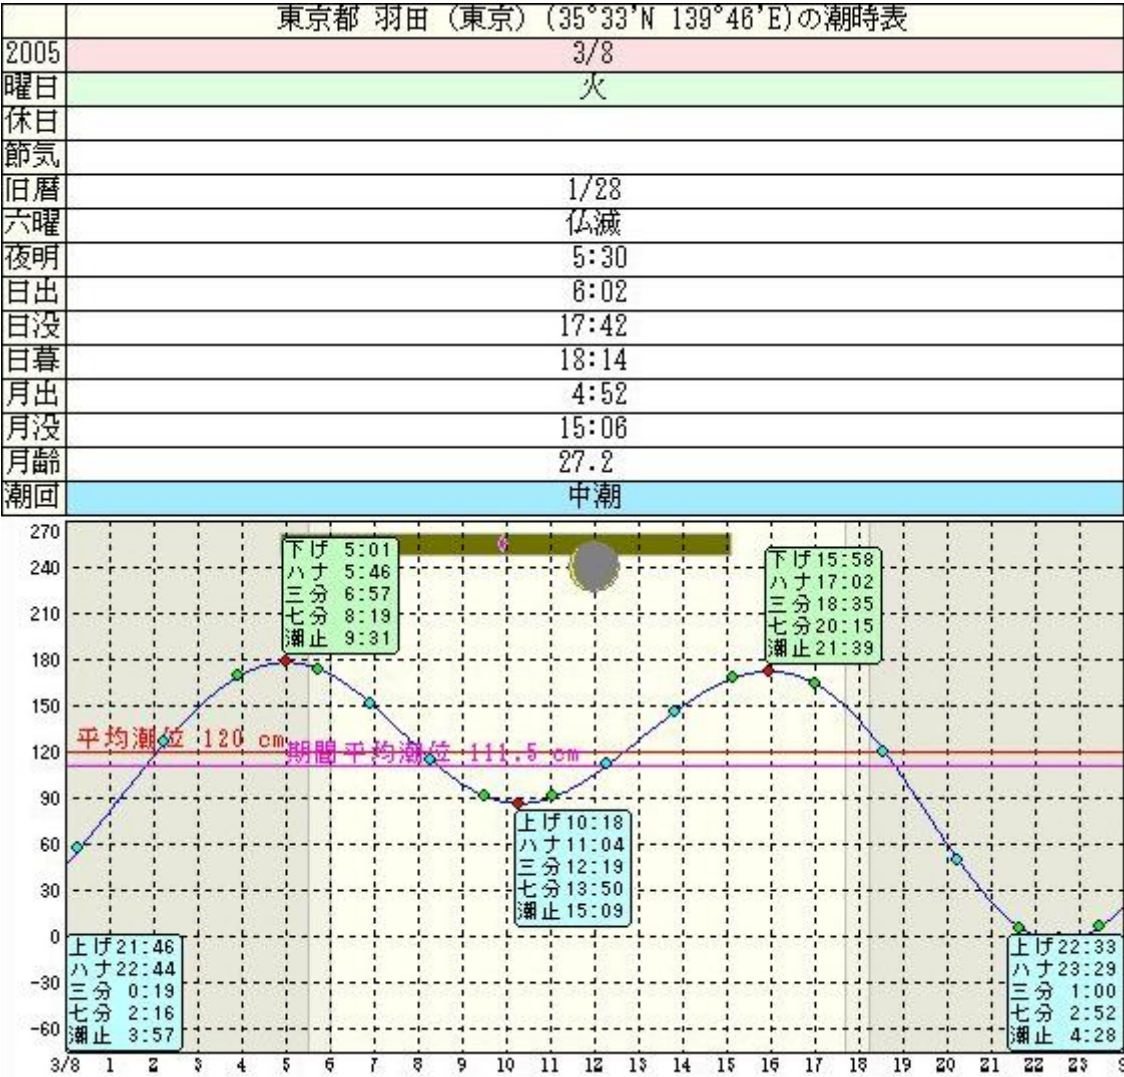 東京都 羽田 (東京) (35°33'N 139°46'E)の潮時表
2005 3/8
曜日 火
休日
節気
旧暦 1/28
六曜 仏滅
夜明 5:30
日出 6:02
日没 17:42
日暮 18:14
月出 4:52
月没 15:06
月齢 27.2
潮回 中潮
270
240
210
180
150
120
90
60
30
0
-30
-60
下げ 5:01
ハナ 5:46
三分 6:57
七分 8:19
潮止 9:31
下げ15:58
ハナ17:02
三分18:35
七分20:15
潮止21:39
平均潮位 120 cm
期間平均潮位 111.5 cm
上げ10:18
ハナ11:04
三分12:19
七分13:50
潮止15:09
上げ21:46
ハナ22:44
三分 0:19
七分 2:16
潮止 3:57
上げ22:33
ハナ23:29
三分 1:00
七分 2:52
潮止 4:28
3/8 1 2 3 4 5 6 7 8 9 10 11 12 13 14 15 16 17 18 19 20 21 22 23